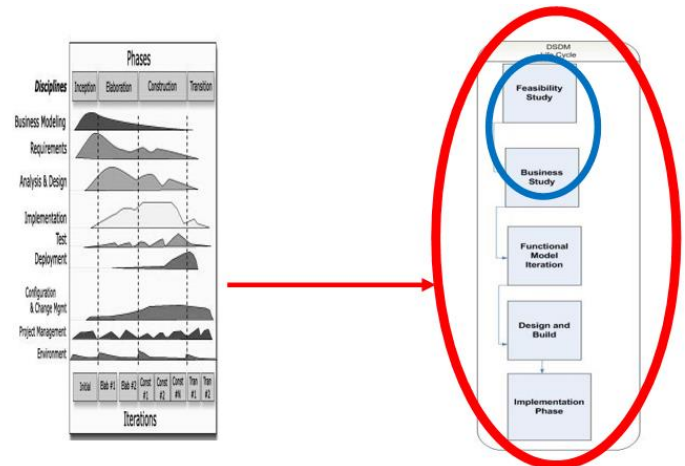 Phases
Disciplines
Inception Elaboration Construction Transition
Business Modeling
Requirements
Analysis & Design
Implementation
Test
Deployment
Configuration
& Change Mgmt
Project Management
Environment
Initial Elab #1 Elab #2 Const #1 Const #2 Const #N Tran #1 Tran #2
Iterations
DSDM
Life Cycle
Feasibility
Study
Business
Study
Functional
Model
Iteration
Design and
Build
Implementation
Phase